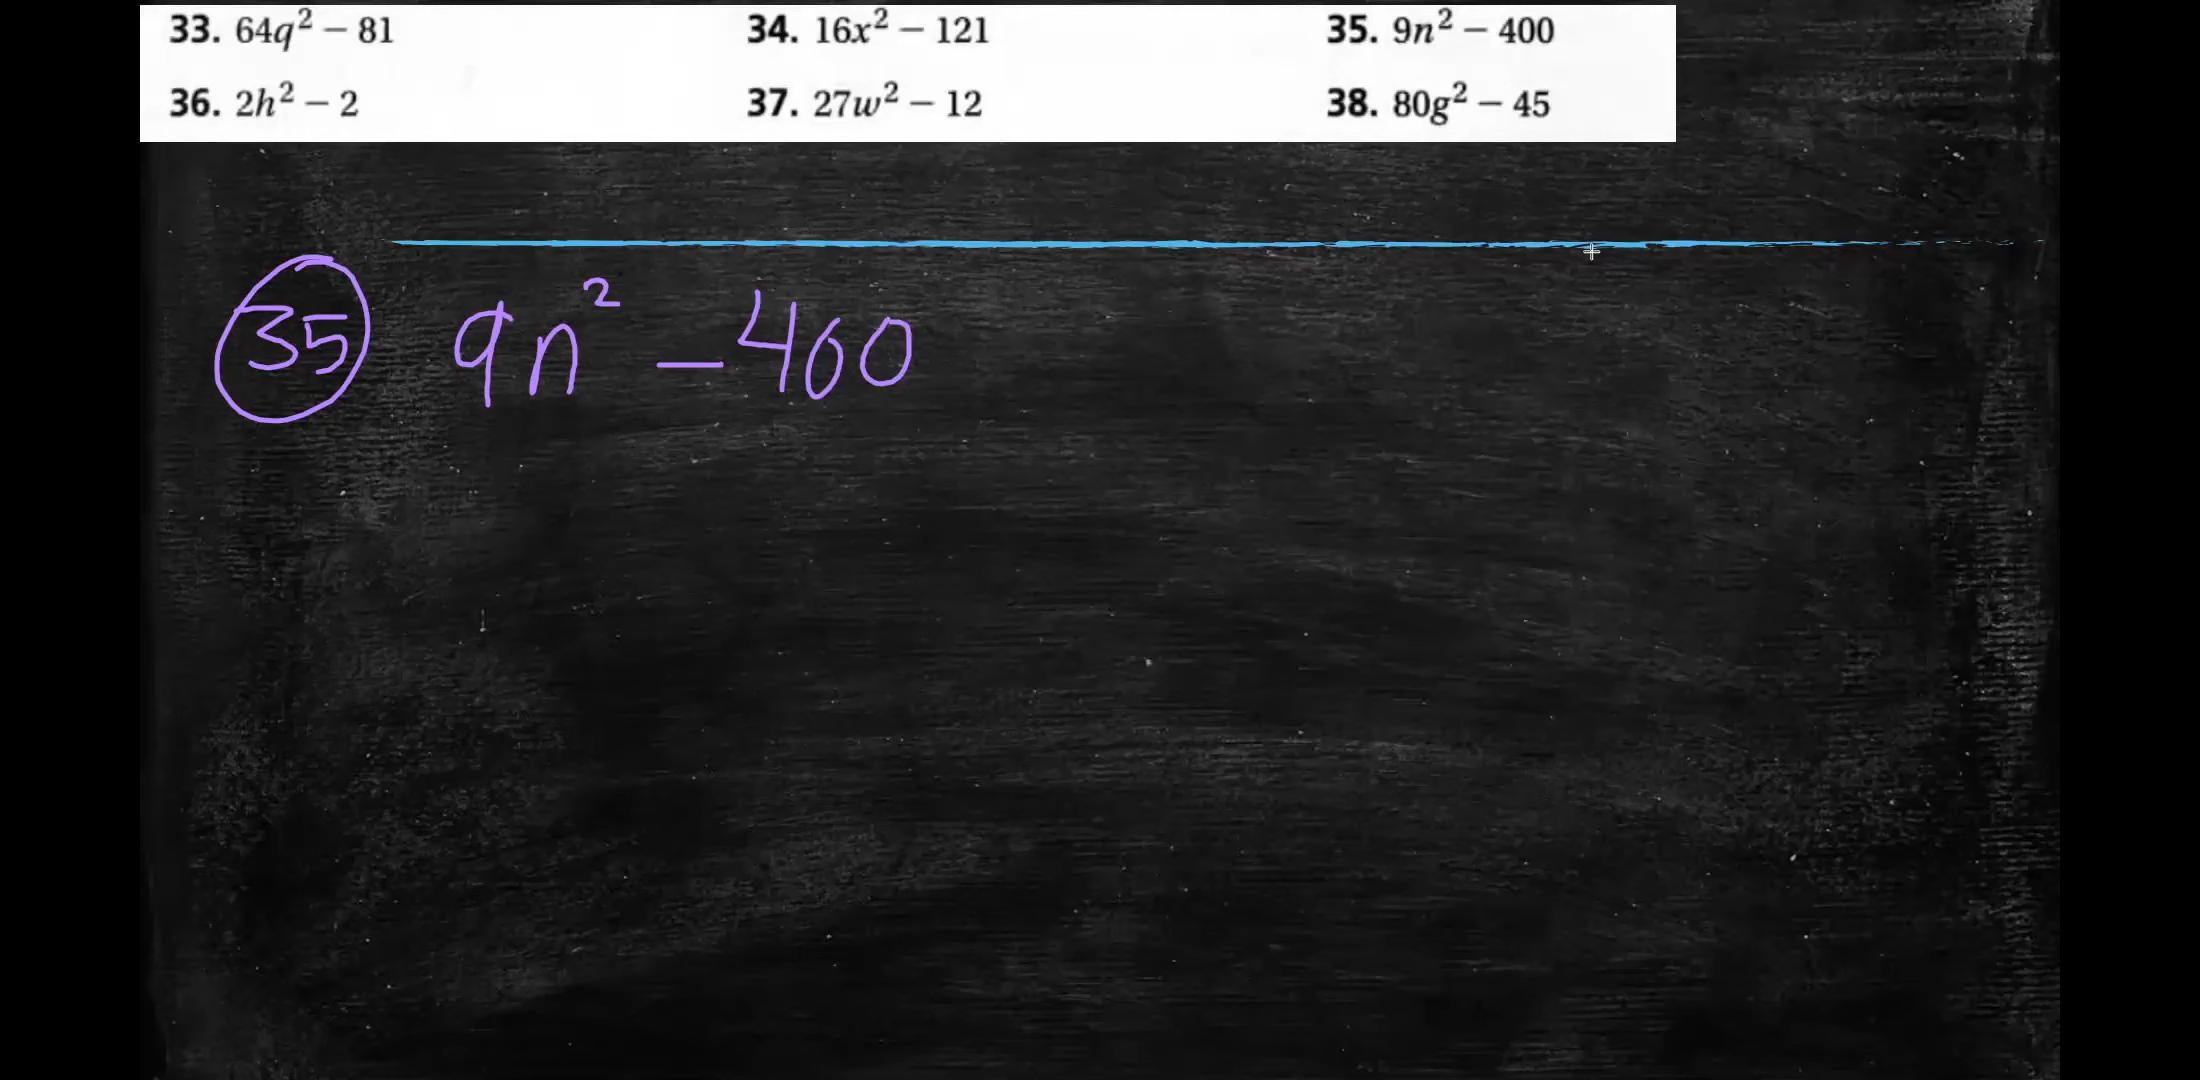 33. 64q² – 81 34. 16x² – 121 35. 9n² – 400
36. 2h² – 2 37. 27w² – 12 38. 80g² – 45
35 9n² – 400